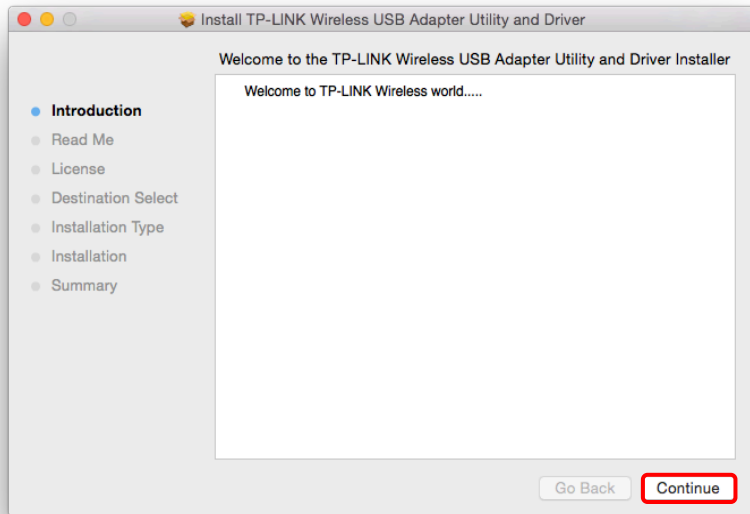 Install TP-LINK Wireless USB Adapter Utility and Driver
Welcome to the TP-LINK Wireless USB Adapter Utility and Driver Installer
Welcome to TP-LINK Wireless world.....
Introduction
Read Me
License
Destination Select
Installation Type
Installation
Summary
Go Back
Continue